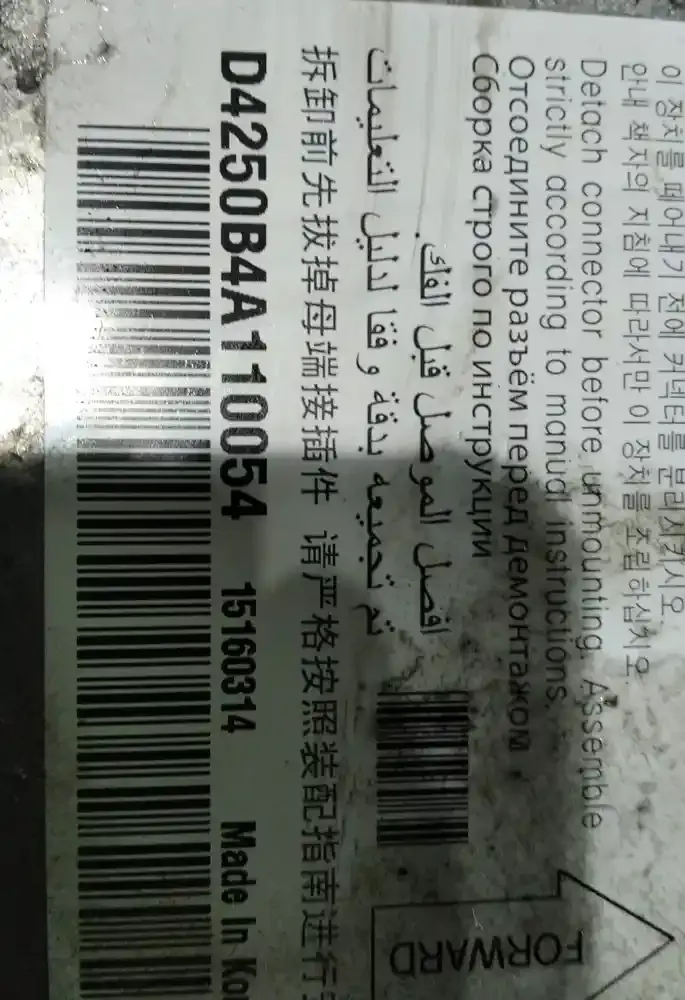 이 장치를 떼어내기 전에 커넥터를 분리시키시오
안내 책자의 지침에 따라서만 이 장치를 조립하십시오.
Detach connector before unmounting. Assemble
strictly according to manual instructions.
Отсоедините разъём перед демонтажом.
Сборка строго по инструкции
افصل الموصل قبل الفك.
تم تجميعه بدقة وفقا لدليل التعليمات
拆卸前先拔掉母端接插件 请严格按照装配指南进行
D4250B4A110054 15160314 Made In
FORWARD